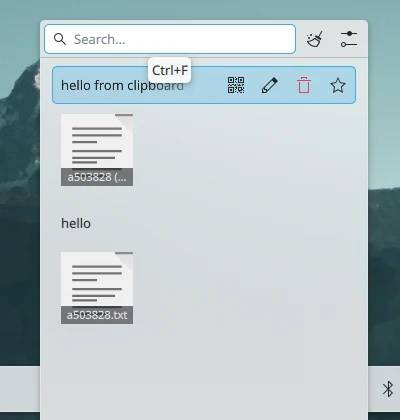 Search...
Ctrl+F
hello from clipboard
a503828 (...
hello
a503828.txt